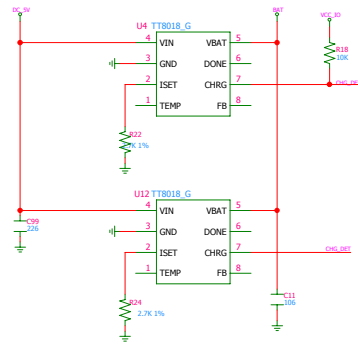 DC_5V
BAT
VCC_IO
U4 TT8018_G
4 VIN VBAT 5
3 GND DONE 6
2 ISET CHRG 7
1 TEMP FB 8
R18
10K
CHG_DE
R22
7K 1%
U12 TT8018_G
4 VIN VBAT 5
3 GND DONE 6
2 ISET CHRG 7
1 TEMP FB 8
C99
226
CHG_DET
R24
2.7K 1%
C11
106